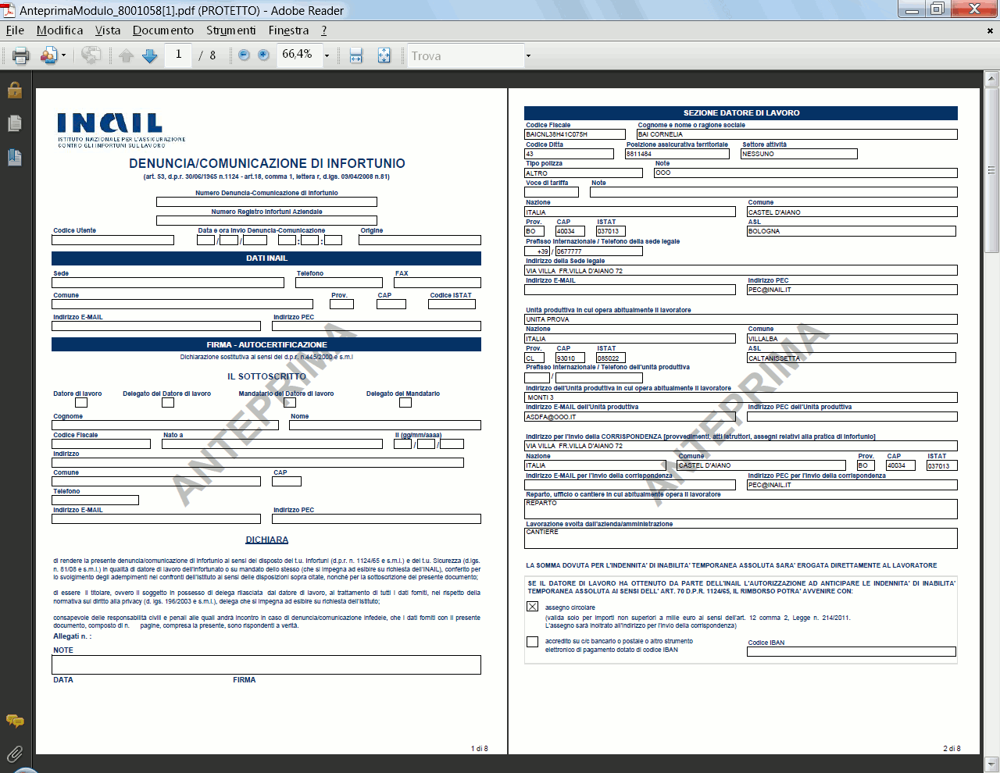 AnteprimaModulo_8001058[1].pdf (PROTETTO) - Adobe Reader
File Modifica Vista Documento Strumenti Finestra ?
1 / 8 66,4% Trova
INAIL
ISTITUTO NAZIONALE PER L'ASSICURAZIONE
CONTRO GLI INFORTUNI SUL LAVORO
DENUNCIA/COMUNICAZIONE DI INFORTUNIO
(art. 53, d.p.r. 30/06/1965 n.1124 - art.18, comma 1, lettera r, d.lgs. 09/04/2008 n.81)
Numero Denuncia-Comunicazione di Infortunio
Numero Registro Infortuni Aziendale
Codice Utente Data e ora Invio Denuncia-Comunicazione Origine
/ / : :
DATI INAIL
Sede Telefono FAX
Comune Prov. CAP Codice ISTAT
Indirizzo E-MAIL Indirizzo PEC
FIRMA - AUTOCERTIFICAZIONE
Dichiarazione sostitutiva ai sensi del d.p.r. n.445/2000 e s.m.i
IL SOTTOSCRITTO
Datore di lavoro Delegato del Datore di lavoro Mandatario del Datore di lavoro Delegato del Mandatario
Cognome Nome
Codice Fiscale Nato a Il (gg/mm/aaaa)
/ /
Indirizzo
Comune CAP
Telefono
Indirizzo E-MAIL Indirizzo PEC
ANTEPRIMA
DICHIARA
di rendere la presente denuncia/comunicazione di infortunio ai sensi del disposto del t.u. Infortuni (d.p.r. n. 1124/65 e s.m.i.) e del t.u. Sicurezza (d.lgs.
n. 81/08 e s.m.i.) in qualità di datore di lavoro dell'infortunato o su mandato dello stesso (che si impegna ad esibire su richiesta dell'INAIL), conferito per
lo svolgimento degli adempimenti nei confronti dell'Istituto ai sensi delle disposizioni sopra citate, nonchè per la sottoscrizione del presente documento;
di essere il titolare, ovvero il soggetto in possesso di delega rilasciata dal datore di lavoro, al trattamento di tutti i dati forniti, nel rispetto della
normativa sul diritto alla privacy (d. lgs. 196/2003 e s.m.i.), delega che si impegna ad esibire su richiesta dell'Istituto;
consapevole delle responsabilità civili e penali alle quali andrà incontro in caso di denuncia/comunicazione infedele, che i dati forniti con il presente
documento, composto di n. pagine, compresa la presente, sono rispondenti a verità.
Allegati n. :
NOTE
DATA FIRMA
1 di 8
SEZIONE DATORE DI LAVORO
Codice Fiscale Cognome e nome o ragione sociale
BAICNL38H41C075H BAI CORNELIA
Codice Ditta Posizione assicurativa territoriale Settore attività
43 8811484 NESSUNO
Tipo polizza Note
ALTRO OOO
Voce di tariffa Note
Nazione Comune
ITALIA CASTEL D'AIANO
Prov. CAP ISTAT ASL
BO 40034 037013 BOLOGNA
Prefisso Internazionale / Telefono della sede legale
+39 / 0677777
Indirizzo della Sede legale
VIA VILLA FR.VILLA D'AIANO 72
Indirizzo E-MAIL Indirizzo PEC
PEC@INAIL.IT
Unità produttiva in cui opera abitualmente il lavoratore
UNITA PROVA
Nazione Comune
ITALIA VILLALBA
Prov. CAP ISTAT ASL
CL 93010 085022 CALTANISSETTA
Prefisso Internazionale / Telefono dell'unità produttiva
/
Indirizzo dell'Unità produttiva in cui opera abitualmente il lavoratore
MONTI 3
Indirizzo E-MAIL dell'Unità produttiva Indirizzo PEC dell'Unità produttiva
ASDFA@OOO.IT
Indirizzo per l'invio della CORRISPONDENZA [provvedimenti, atti istruttori, assegni relativi alla pratica di infortunio]
VIA VILLA FR.VILLA D'AIANO 72
Nazione Comune Prov. CAP ISTAT
ITALIA CASTEL D'AIANO BO 40034 037013
Indirizzo E-MAIL per l'invio della corrispondenza Indirizzo PEC per l'invio della corrispondenza
PEC@INAIL.IT
Reparto, ufficio o cantiere in cui abitualmente opera il lavoratore
REPARTO
Lavorazione svolta dall'azienda/amministrazione
CANTIERE
ANTEPRIMA
LA SOMMA DOVUTA PER L'INDENNITA' DI INABILITA' TEMPORANEA ASSOLUTA SARA' EROGATA DIRETTAMENTE AL LAVORATORE
SE IL DATORE DI LAVORO HA OTTENUTO DA PARTE DELL'INAIL L'AUTORIZZAZIONE AD ANTICIPARE LE INDENNITA' DI INABILITA'
TEMPORANEA ASSOLUTA AI SENSI DELL' ART. 70 D.P.R. 1124/65, IL RIMBORSO POTRA' AVVENIRE CON:
assegno circolare
(valida solo per importi non superiori a mille euro ai sensi dell'art. 12 comma 2, Legge n. 214/2011.
L'assegno sarà inoltrato all'indirizzo per l'invio della corrispondenza)
accredito su c/c bancario o postale o altro strumento
elettronico di pagamento dotato di codice IBAN
Codice IBAN
2 di 8